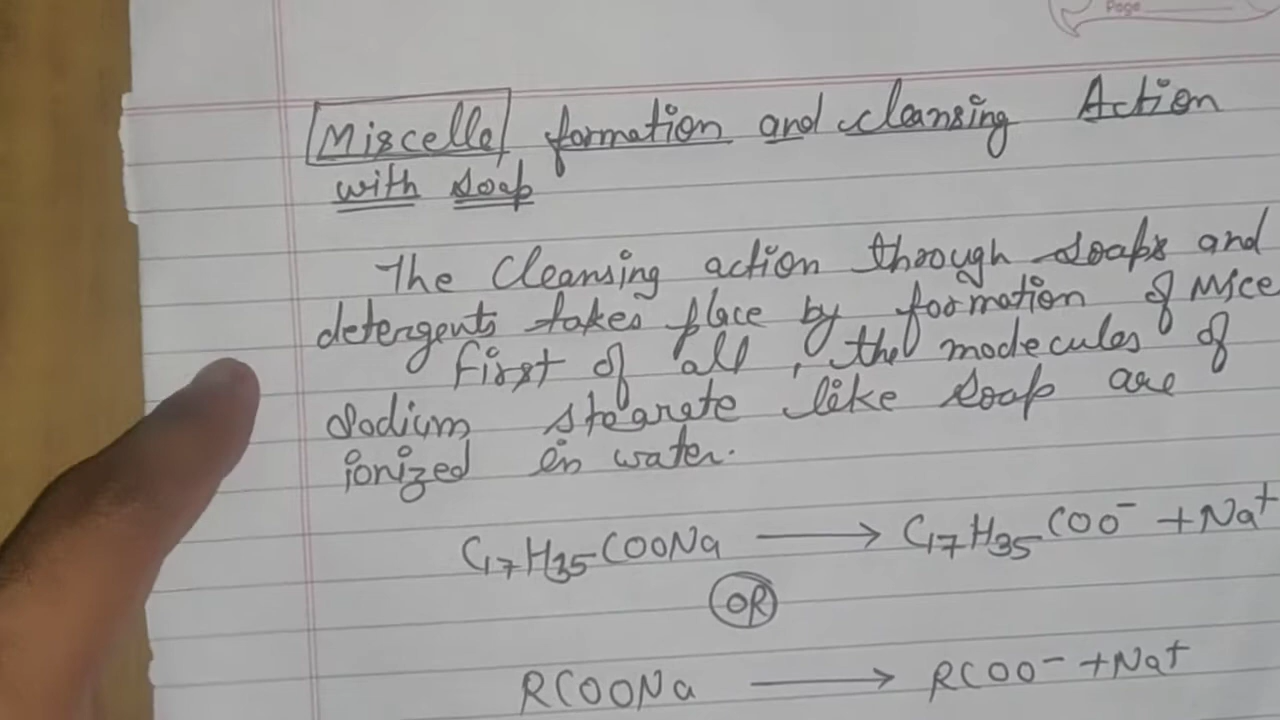 Page
Miscelle formation and cleansing Action
with soap
The Cleansing action through soaps and
detergents takes place by formation of Mice
First of all, the modecules of
Sodium stearate like soap are
ionized in water.
C₁₇H₃₅COONa ⟶ C₁₇H₃₅COO⁻ + Na⁺
OR
RCOONa ⟶ RCOO⁻ + Na⁺